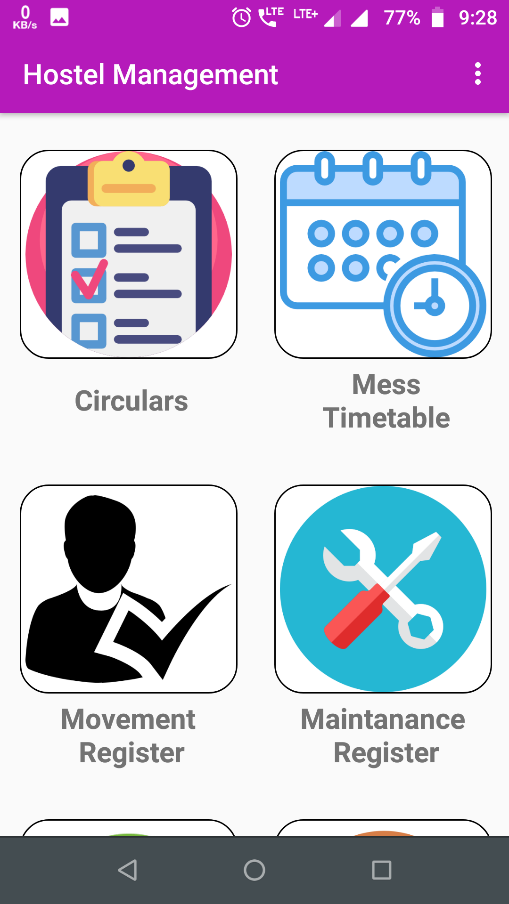 0
KB/s
LTE
LTE+
77%
9:28
Hostel Management
Circulars
Mess
Timetable
Movement
Register
Maintanance
Register